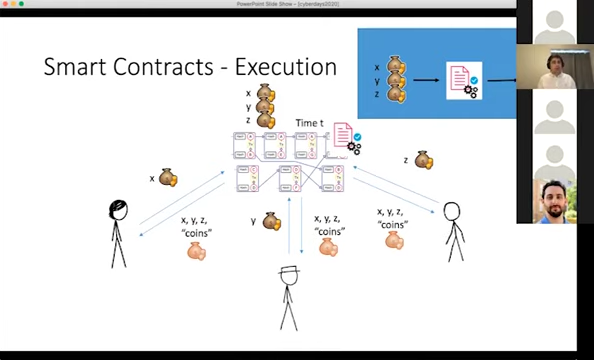 PowerPoint Slide Show - [cyberdays2020]
Smart Contracts - Execution
x
y
z
x
y
z
Time t
x
z
x, y, z,
"coins"
y
x, y, z,
"coins"
x, y, z,
"coins"